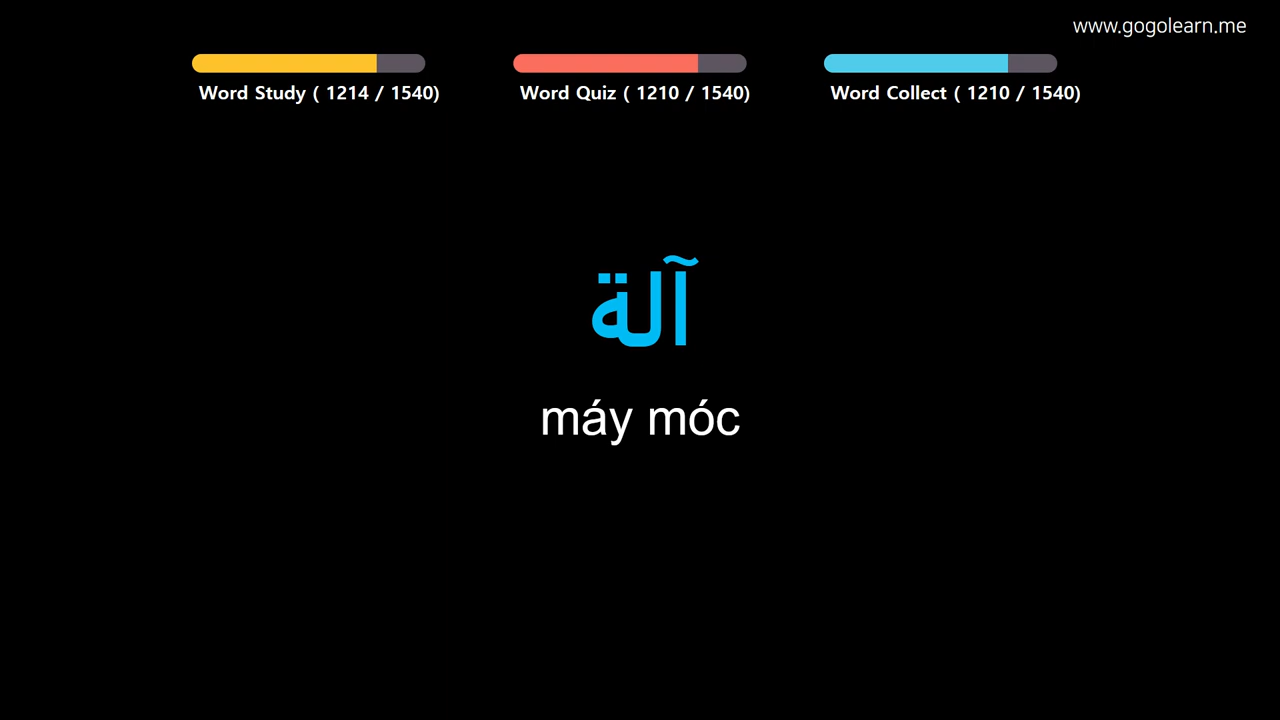 www.gogolearn.me
Word Study ( 1214 / 1540)
Word Quiz ( 1210 / 1540)
Word Collect ( 1210 / 1540)
آلة
máy móc